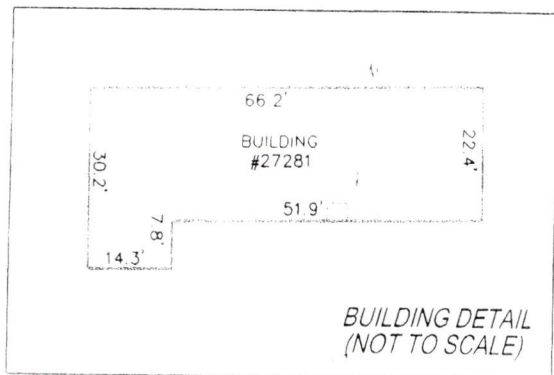 66.2'
BUILDING
#27281
30.2'
22.4'
51.9'
7.8'
14.3'
BUILDING DETAIL
(NOT TO SCALE)